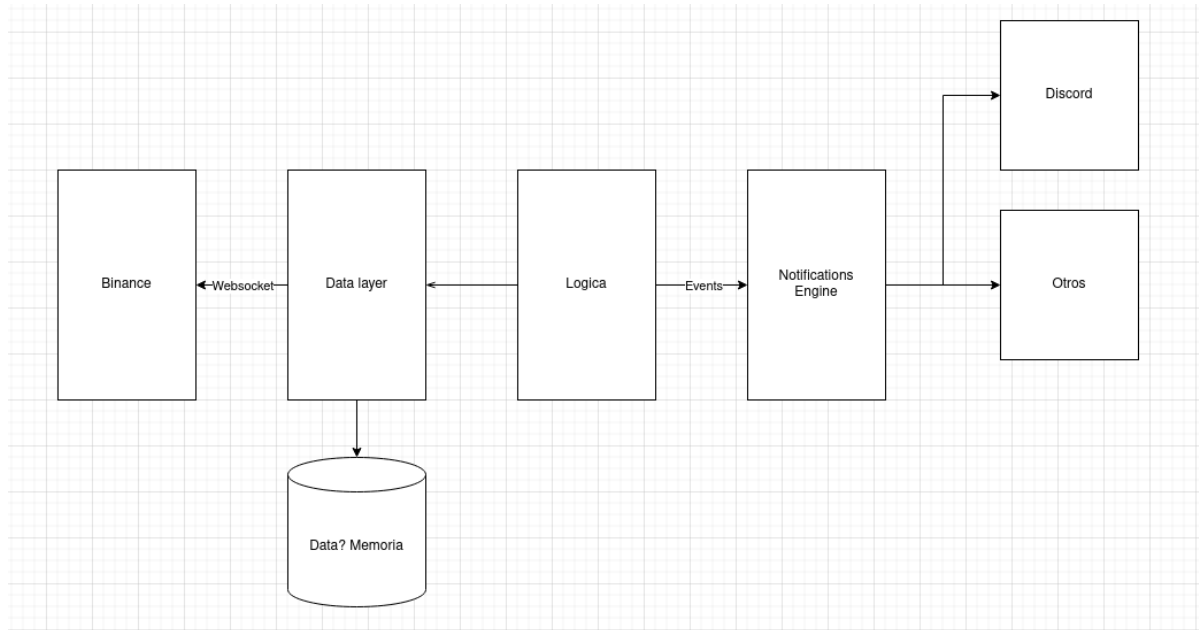 Discord
Binance
Websocket
Data layer
Logica
Events
Notifications
Engine
Otros
Data? Memoria